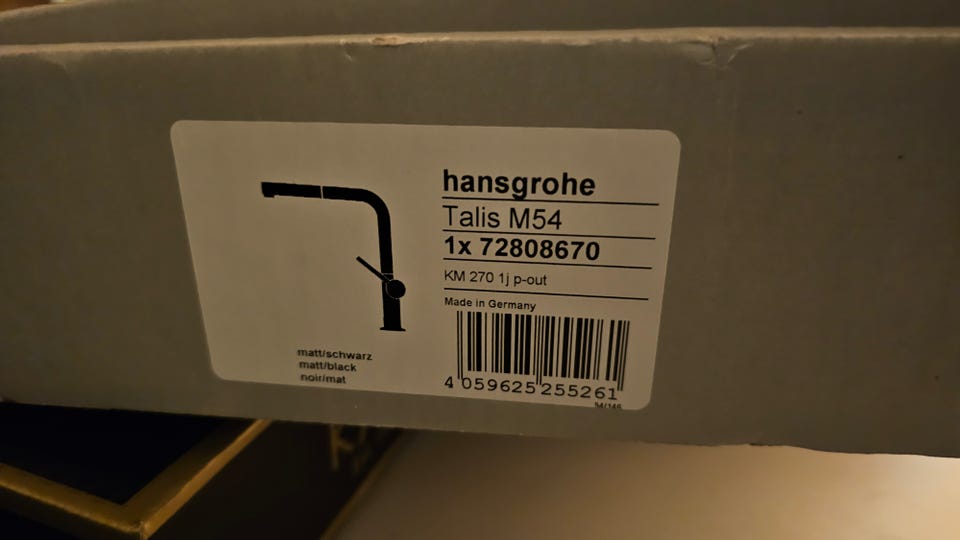 hansgrohe
Talis M54
1x 72808670
KM 270 1j p-out
Made in Germany
matt/schwarz
matt/black
noir/mat
4 059625 255261